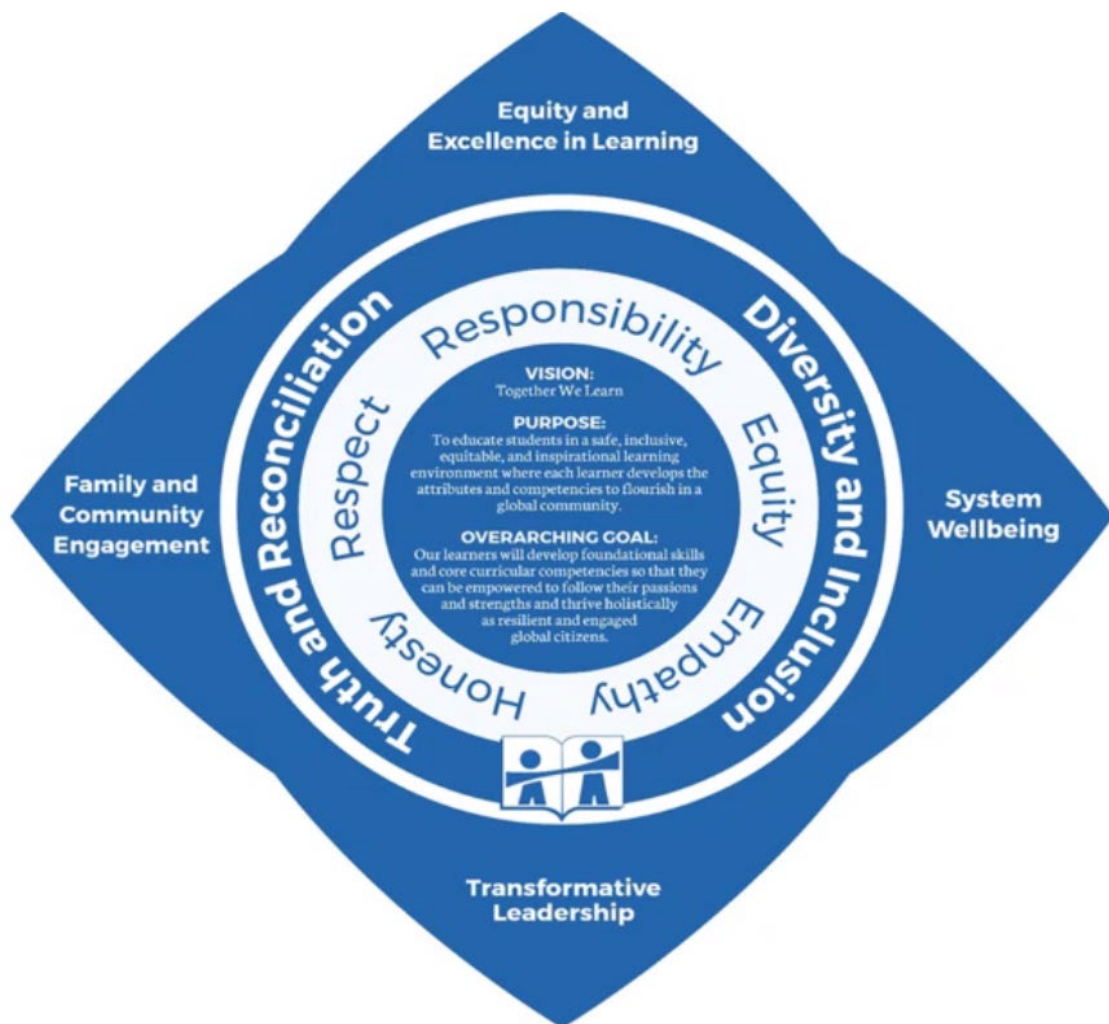 Equity and
Excellence in Learning
Truth and Reconciliation
Diversity and Inclusion
Responsibility
Respect
Equity
Honesty
Empathy
VISION:
Together We Learn
PURPOSE:
To educate students in a safe, inclusive,
equitable, and inspirational learning
environment where each learner develops the
attributes and competencies to flourish in a
global community.
OVERARCHING GOAL:
Our learners will develop foundational skills
and core curricular competencies so that they
can be empowered to follow their passions
and strengths and thrive holistically
as resilient and engaged
global citizens.
Family and
Community
Engagement
System
Wellbeing
Transformative
Leadership